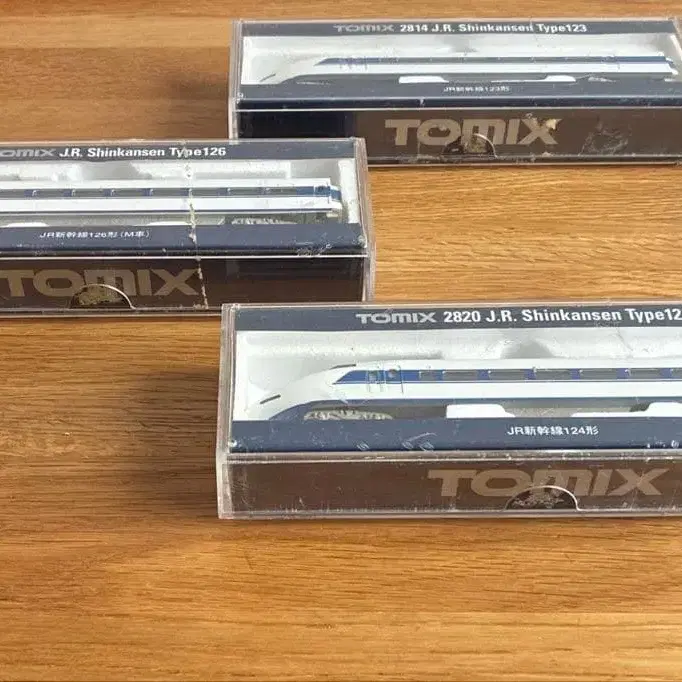 TOMIX 2814 J.R. Shinkansen Type123
JR新幹線123形
TOMIX
TOMIX J.R. Shinkansen Type126
JR新幹線126形(M車)
TOMIX
TOMIX 2820 J.R. Shinkansen Type12
JR新幹線124形
TOMIX